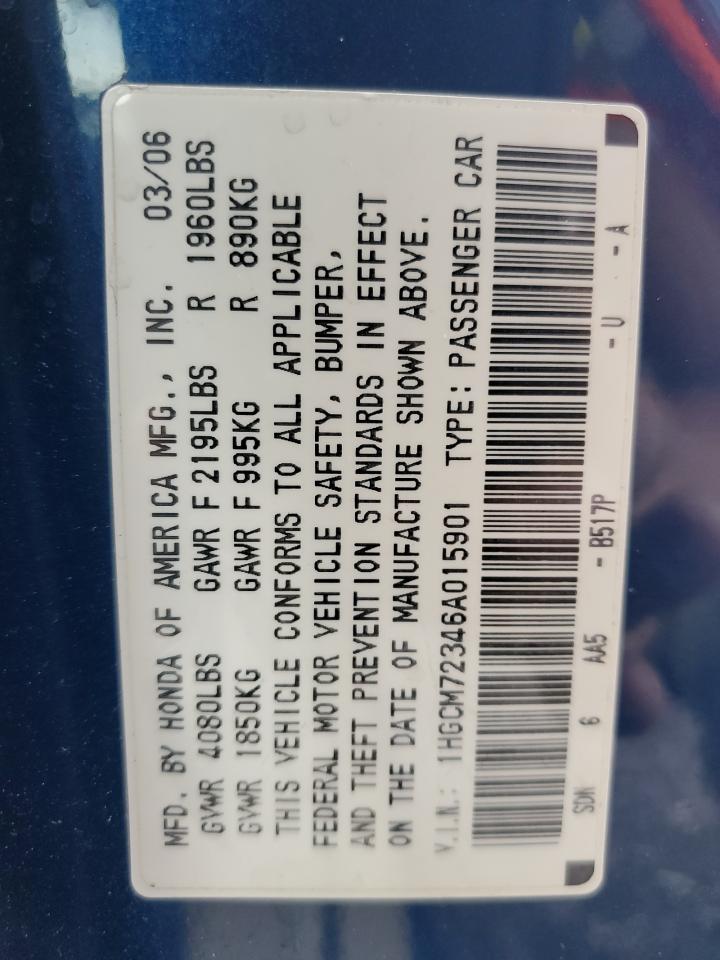 MFD. BY HONDA OF AMERICA MFG., INC. 03/06
GVWR 4080LBS GAWR F 2195LBS R 1960LBS
GVWR 1850KG GAWR F 995KG R 890KG
THIS VEHICLE CONFORMS TO ALL APPLICABLE
FEDERAL MOTOR VEHICLE SAFETY, BUMPER,
AND THEFT PREVENTION STANDARDS IN EFFECT
ON THE DATE OF MANUFACTURE SHOWN ABOVE.
V.I.N.: 1HGCM72346A015901 TYPE: PASSENGER CAR
SDN 6 AA5 - B517P - U - A